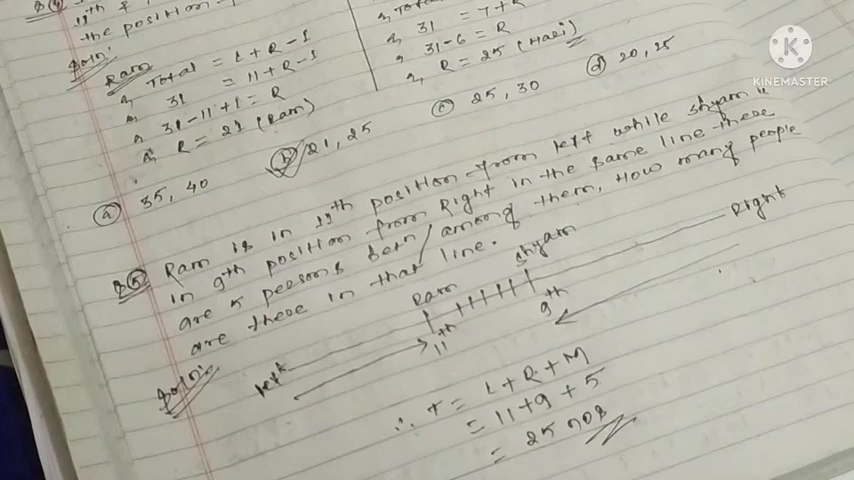 the position
Soln:
Ram
Total = L + R - 1
31 = 11 + R - 1
31 - 11 + 1 = R
R = 21 (Ram)
31 = 7 + R
31 - 6 = R
R = 25 (Hari)
(a) 35, 40
(b) 21, 25
(c) 25, 30
(d) 20, 25
Ram is in 11th position from left while shyam is
in 9th position from Right in the same line there
are 5 persons betn/among them, How many people
are there in that line.
Soln:
left
Ram
shyam
Right
11th
9th
∴ T = L + R + M
= 11 + 9 + 5
= 25 nos
KINEMASTER